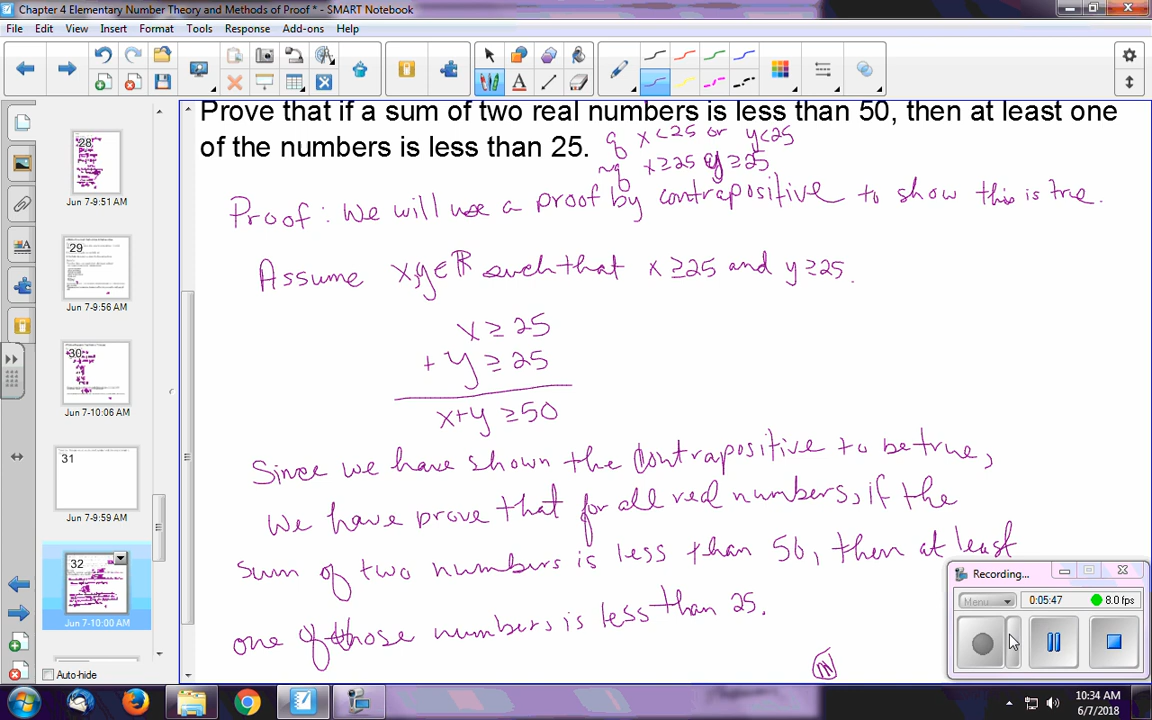 Chapter 4 Elementary Number Theory and Methods of Proof * - SMART Notebook
File Edit View Insert Format Tools Response Add-ons Help
Prove that if a sum of two real numbers is less than 50, then at least one
of the numbers is less than 25.
q x<25 or y<25
~q x≥25 y≥25
Proof: We will use a proof by contrapositive to show this is true.
Assume x,y∈ℝ such that x≥25 and y≥25.
x ≥ 25
+ y ≥ 25
x+y ≥50
Since we have shown the contrapositive to be true,
We have prove that for all real numbers, if the
sum of two numbers is less than 50, then at least
one of those numbers is less than 25.
28
Jun 7-9:51 AM
29
Jun 7-9:56 AM
30
Jun 7-10:06 AM
31
Jun 7-9:59 AM
32
Jun 7-10:00 AM
Auto-hide
Recording...
Menu
0:05:47
8.0 fps
10:34 AM
6/7/2018